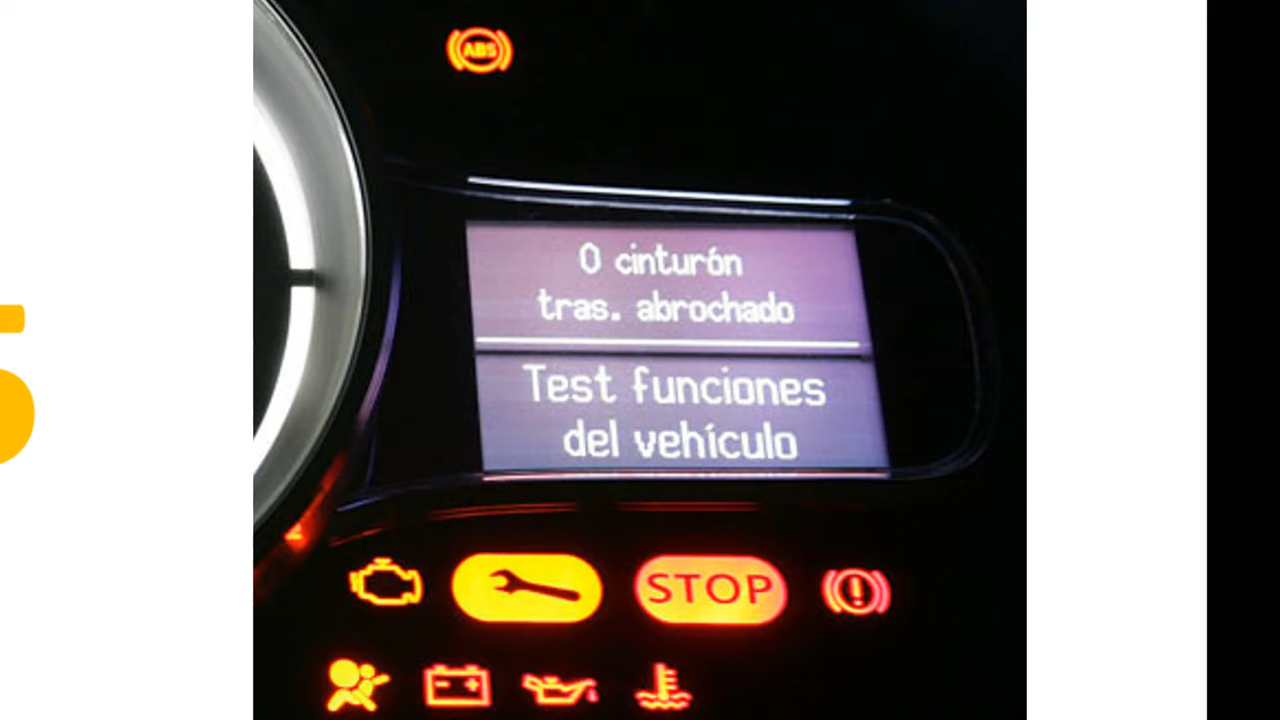 ABS
0 cinturón
tras. abrochado
Test funciones
del vehículo
STOP